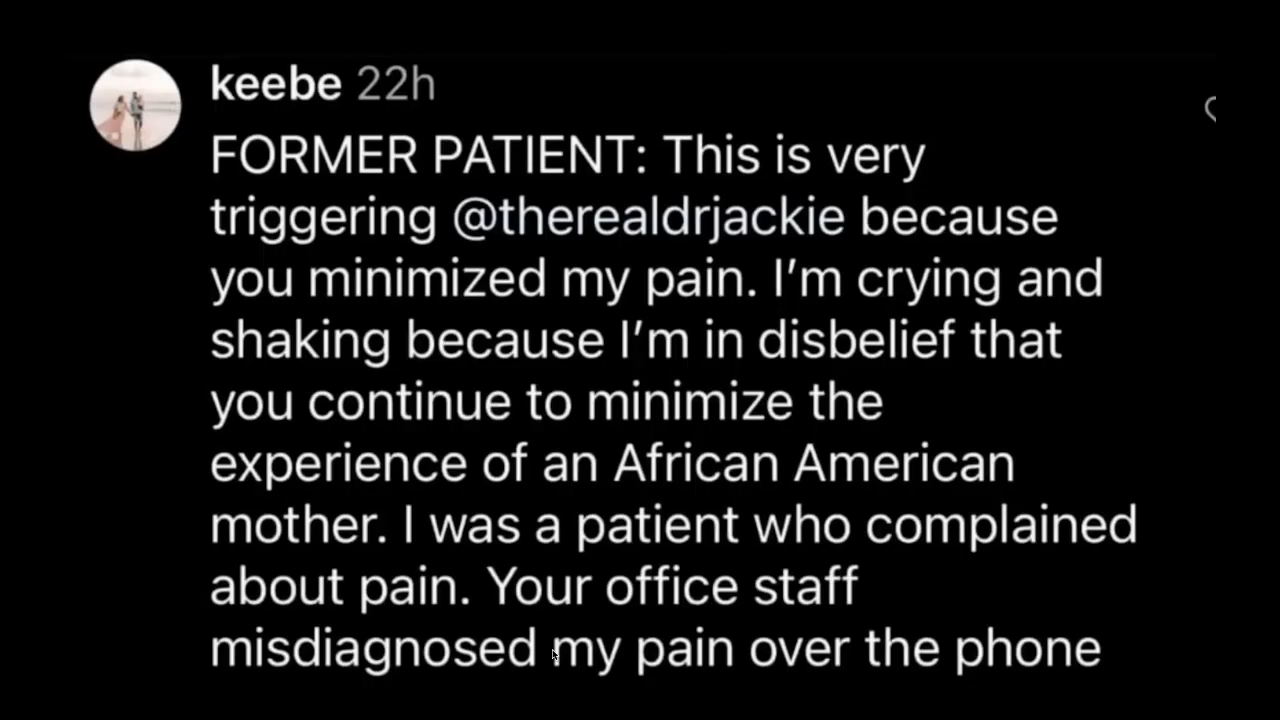 keebe 22h
FORMER PATIENT: This is very
triggering @therealdrjackie because
you minimized my pain. I’m crying and
shaking because I’m in disbelief that
you continue to minimize the
experience of an African American
mother. I was a patient who complained
about pain. Your office staff
misdiagnosed my pain over the phone